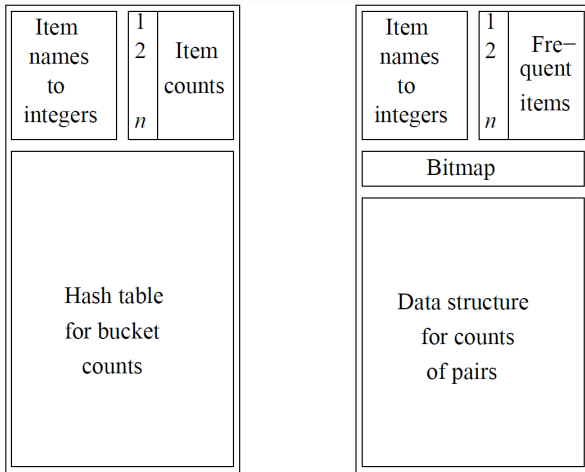 Item
names
to
integers
1
2
n
Item
counts
Hash table
for bucket
counts
Item
names
to
integers
1
2
n
Fre−
quent
items
Bitmap
Data structure
for counts
of pairs